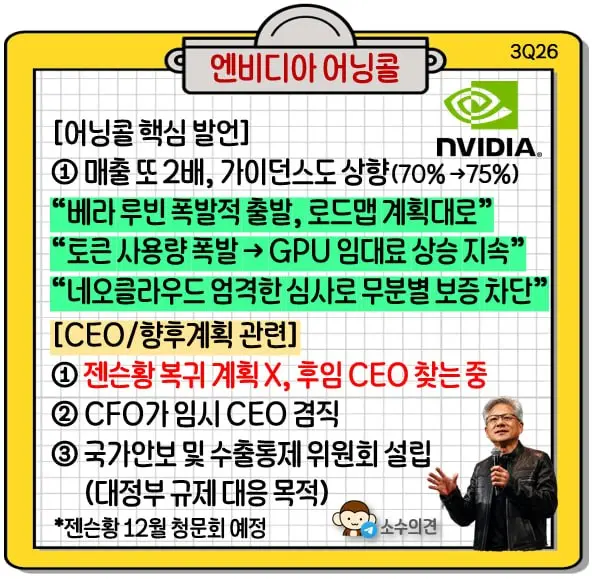 엔비디아 어닝콜
3Q26
[어닝콜 핵심 발언]
NVIDIA.
① 매출 또 2배, 가이던스도 상향(70% →75%)
“베라 루빈 폭발적 출발, 로드맵 계획대로”
“토큰 사용량 폭발 → GPU 임대료 상승 지속”
“네오클라우드 엄격한 심사로 무분별 보증 차단”
[CEO/향후계획 관련]
① 젠슨황 복귀 계획 X, 후임 CEO 찾는 중
② CFO가 임시 CEO 겸직
③ 국가안보 및 수출통제 위원회 설립
(대정부 규제 대응 목적)
*젠슨황 12월 청문회 예정
소수의견